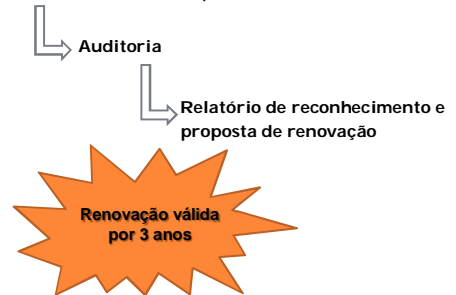 Auditoria
Relatório de reconhecimento e
proposta de renovação
Renovação válida
por 3 anos